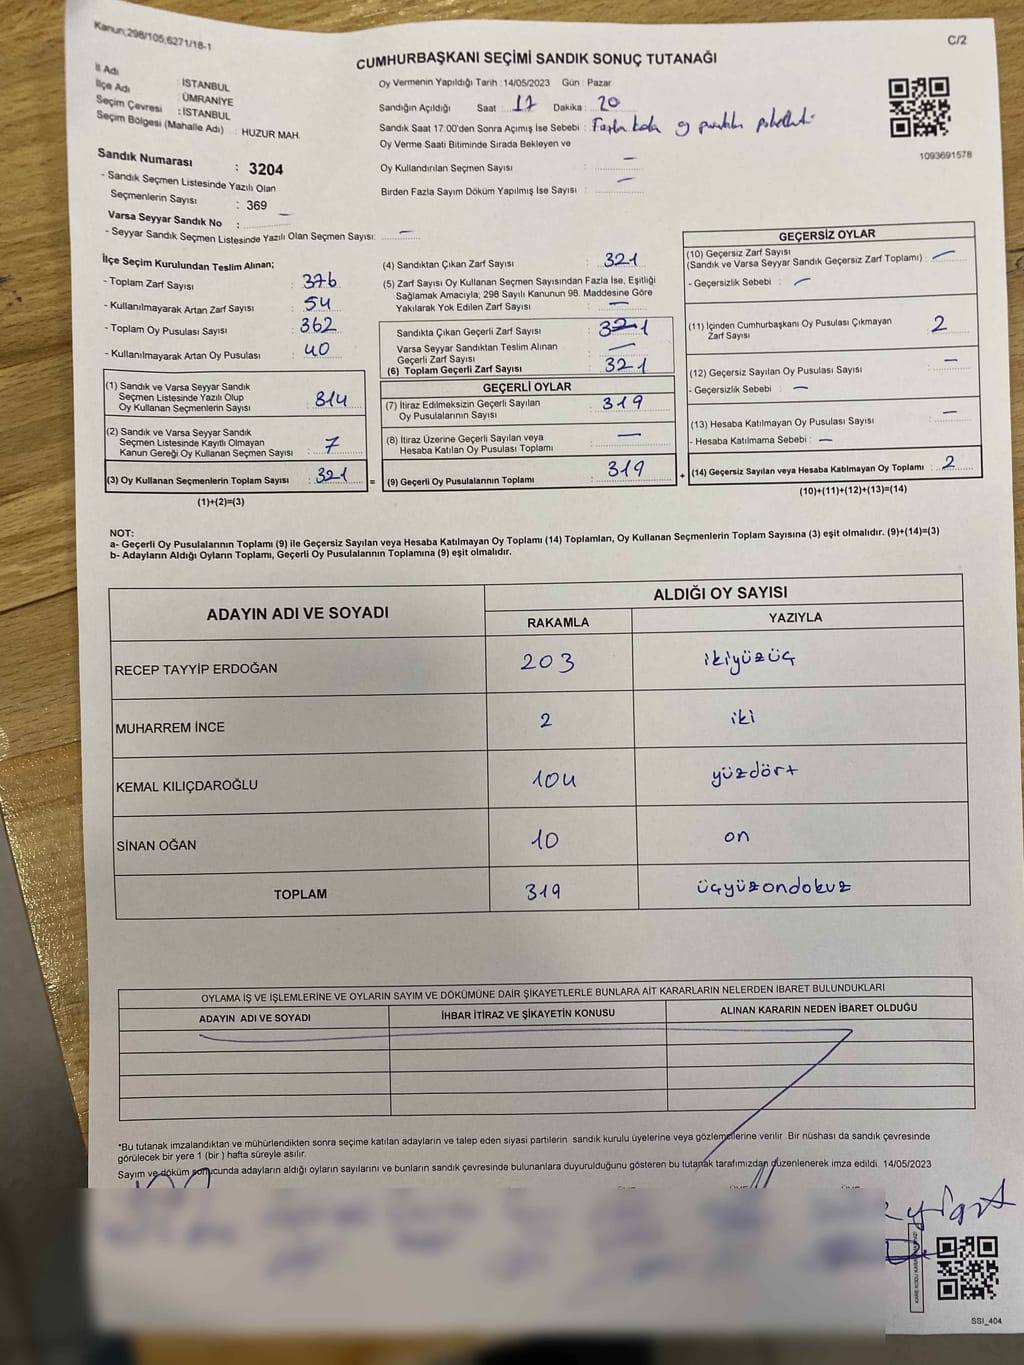 Kanun;298/105;6271/18-1
C/2
CUMHURBAŞKANI SEÇİMİ SANDIK SONUÇ TUTANAĞI
İl Adı : İSTANBUL
İlçe Adı : ÜMRANİYE
Seçim Çevresi : İSTANBUL
Seçim Bölgesi (Mahalle Adı) : HUZUR MAH.
Oy Vermenin Yapıldığı Tarih : 14/05/2023 Gün : Pazar
Sandığın Açıldığı Saat : 17 Dakika : 20
Sandık Saat 17:00'den Sonra Açımış İse Sebebi : Fazla kala oy
Oy Verme Saati Bitiminde Sırada Bekleyen ve
Oy Kullandırılan Seçmen Sayısı : —
Birden Fazla Sayım Döküm Yapılmış İse Sayısı : —
1093691578
Sandık Numarası : 3204
- Sandık Seçmen Listesinde Yazılı Olan
Seçmenlerin Sayısı : 369
Varsa Seyyar Sandık No : —
- Seyyar Sandık Seçmen Listesinde Yazılı Olan Seçmen Sayısı: —
İlçe Seçim Kurulundan Teslim Alınan;
- Toplam Zarf Sayısı : 376
- Kullanılmayarak Artan Zarf Sayısı : 54
- Toplam Oy Pusulası Sayısı : 362
- Kullanılmayarak Artan Oy Pusulası : 40
(1) Sandık ve Varsa Seyyar Sandık
Seçmen Listesinde Yazılı Olup
Oy Kullanan Seçmenlerin Sayısı : 314
(2) Sandık ve Varsa Seyyar Sandık
Seçmen Listesinde Kayıtlı Olmayan
Kanun Gereği Oy Kullanan Seçmen Sayısı : 7
(3) Oy Kullanan Seçmenlerin Toplam Sayısı : 321
(1)+(2)=(3)
=
(4) Sandıktan Çıkan Zarf Sayısı : 321
(5) Zarf Sayısı Oy Kullanan Seçmen Sayısından Fazla İse, Eşitliği
Sağlamak Amacıyla; 298 Sayılı Kanunun 98. Maddesine Göre
Yakılarak Yok Edilen Zarf Sayısı : —
Sandıkta Çıkan Geçerli Zarf Sayısı : 321
Varsa Seyyar Sandıktan Teslim Alınan
Geçerli Zarf Sayısı : —
(6) Toplam Geçerli Zarf Sayısı : 321
GEÇERLİ OYLAR
(7) İtiraz Edilmeksizin Geçerli Sayılan
Oy Pusulalarının Sayısı : 319
(8) İtiraz Üzerine Geçerli Sayılan veya
Hesaba Katılan Oy Pusulası Toplamı : —
(9) Geçerli Oy Pusulalarının Toplamı : 319
+
GEÇERSİZ OYLAR
(10) Geçersiz Zarf Sayısı
(Sandık ve Varsa Seyyar Sandık Geçersiz Zarf Toplamı) : —
- Geçersizlik Sebebi : —
(11) İçinden Cumhurbaşkanı Oy Pusulası Çıkmayan
Zarf Sayısı : 2
(12) Geçersiz Sayılan Oy Pusulası Sayısı : —
- Geçersizlik Sebebi : —
(13) Hesaba Katılmayan Oy Pusulası Sayısı : —
- Hesaba Katılmama Sebebi : —
(14) Geçersiz Sayılan veya Hesaba Katılmayan Oy Toplamı : 2
(10)+(11)+(12)+(13)=(14)
NOT:
a- Geçerli Oy Pusulalarının Toplamı (9) ile Geçersiz Sayılan veya Hesaba Katılmayan Oy Toplamı (14) Toplamları, Oy Kullanan Seçmenlerin Toplam Sayısına (3) eşit olmalıdır. (9)+(14)=(3)
b- Adayların Aldığı Oyların Toplamı, Geçerli Oy Pusulalarının Toplamına (9) eşit olmalıdır.
ADAYIN ADI VE SOYADI
ALDIĞI OY SAYISI
RAKAMLA YAZIYLA
RECEP TAYYİP ERDOĞAN 203 ikiyüzüç
MUHARREM İNCE 2 iki
KEMAL KILIÇDAROĞLU 104 yüzdört
SİNAN OĞAN 10 on
TOPLAM 319 üçyüzondokuz
OYLAMA İŞ VE İŞLEMLERİNE VE OYLARIN SAYIM VE DÖKÜMÜNE DAİR ŞİKAYETLERLE BUNLARA AİT KARARLARIN NELERDEN İBARET BULUNDUKLARI
ADAYIN ADI VE SOYADI İHBAR İTİRAZ VE ŞİKAYETİN KONUSU ALINAN KARARIN NEDEN İBARET OLDUĞU
*Bu tutanak imzalandıktan ve mühürlendikten sonra seçime katılan adayların ve talep eden siyasi partilerin sandık kurulu üyelerine veya gözlemcilerine verilir .Bir nüshası da sandık çevresinde
görülecek bir yere 1 (bir ) hafta süreyle asılır.
Sayım ve döküm sonucunda adayların aldığı oyların sayılarını ve bunların sandık çevresinde bulunanlara duyurulduğunu gösteren bu tutanak tarafımızdan düzenlenerek imza edildi. 14/05/2023
SSI_404